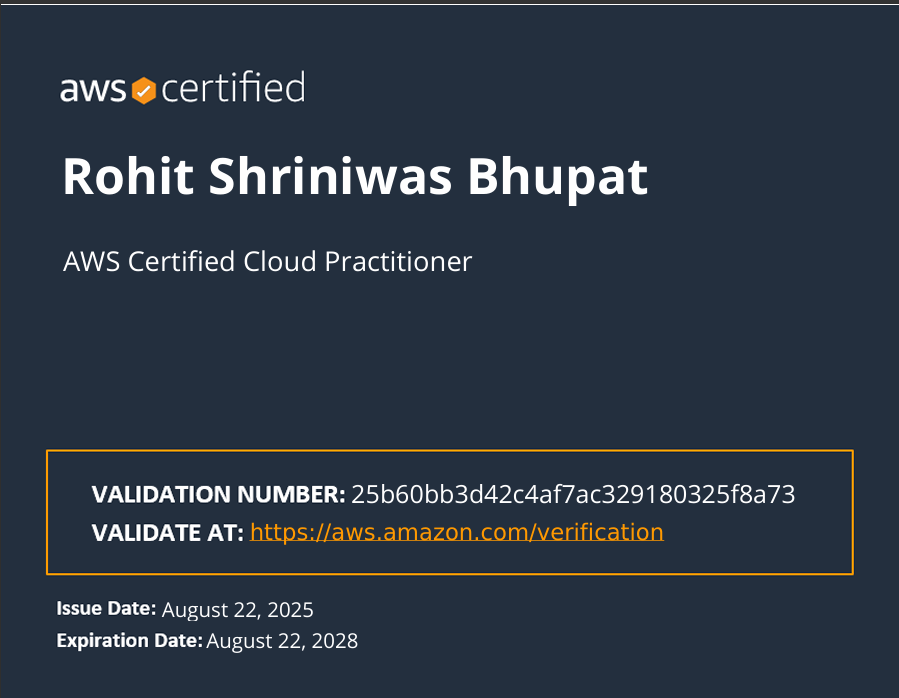 aws certified
Rohit Shriniwas Bhupat
AWS Certified Cloud Practitioner
VALIDATION NUMBER: 25b60bb3d42c4af7ac329180325f8a73
VALIDATE AT: https://aws.amazon.com/verification
Issue Date: August 22, 2025
Expiration Date: August 22, 2028